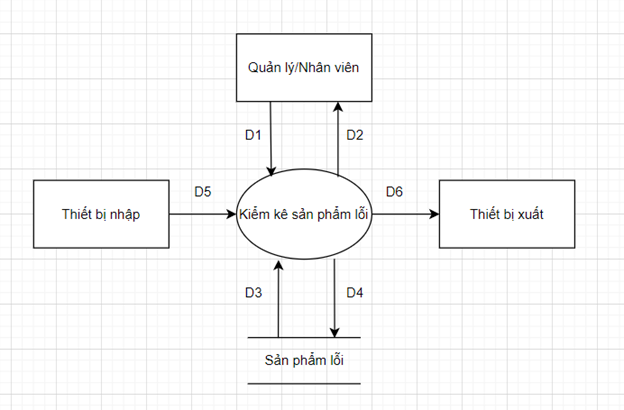 Quản lý/Nhân viên
D1
D2
D5
D6
Thiết bị nhập
Kiểm kê sản phẩm lỗi
Thiết bị xuất
D3
D4
Sản phẩm lỗi